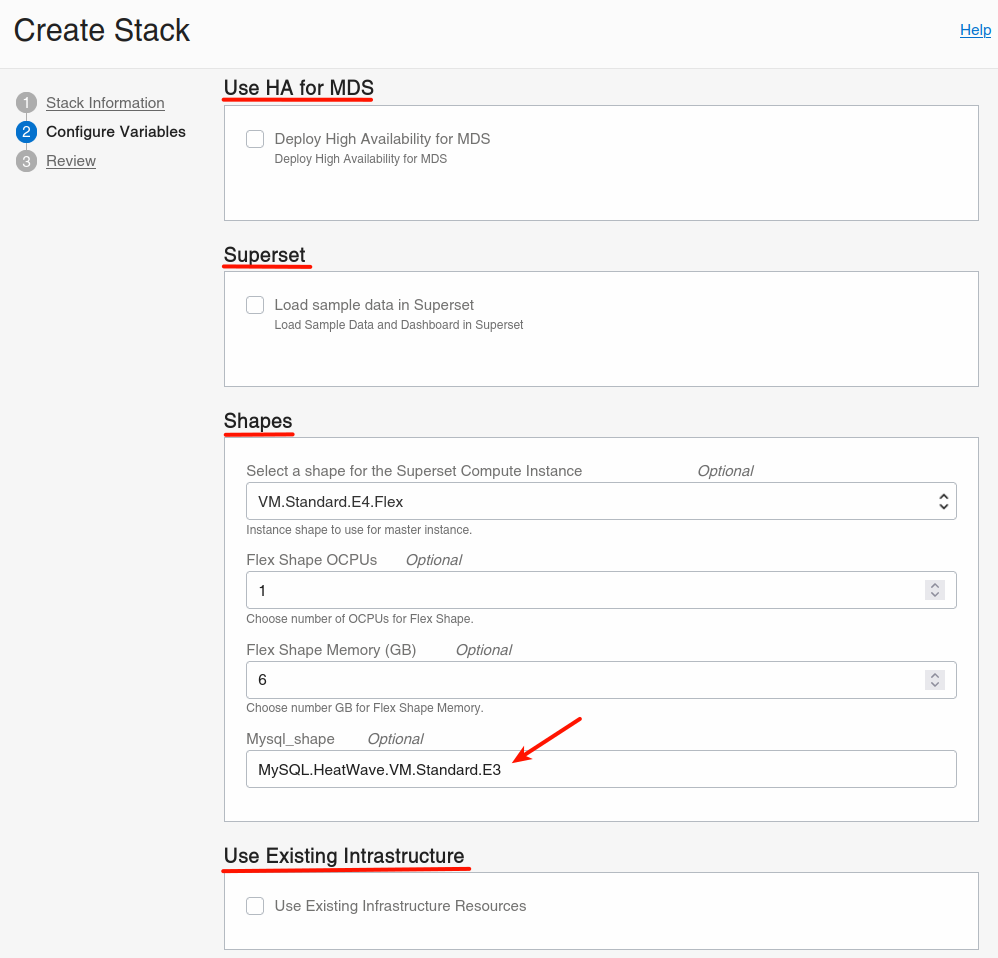 Create Stack
Help
1 Stack Information
2 Configure Variables
3 Review
Use HA for MDS
Deploy High Availability for MDS
Deploy High Availability for MDS
Superset
Load sample data in Superset
Load Sample Data and Dashboard in Superset
Shapes
Select a shape for the Superset Compute Instance Optional
VM.Standard.E4.Flex
Instance shape to use for master instance.
Flex Shape OCPUs Optional
1
Choose number of OCPUs for Flex Shape.
Flex Shape Memory (GB) Optional
6
Choose number GB for Flex Shape Memory.
Mysql_shape Optional
MySQL.HeatWave.VM.Standard.E3
Use Existing Intrastructure
Use Existing Infrastructure Resources